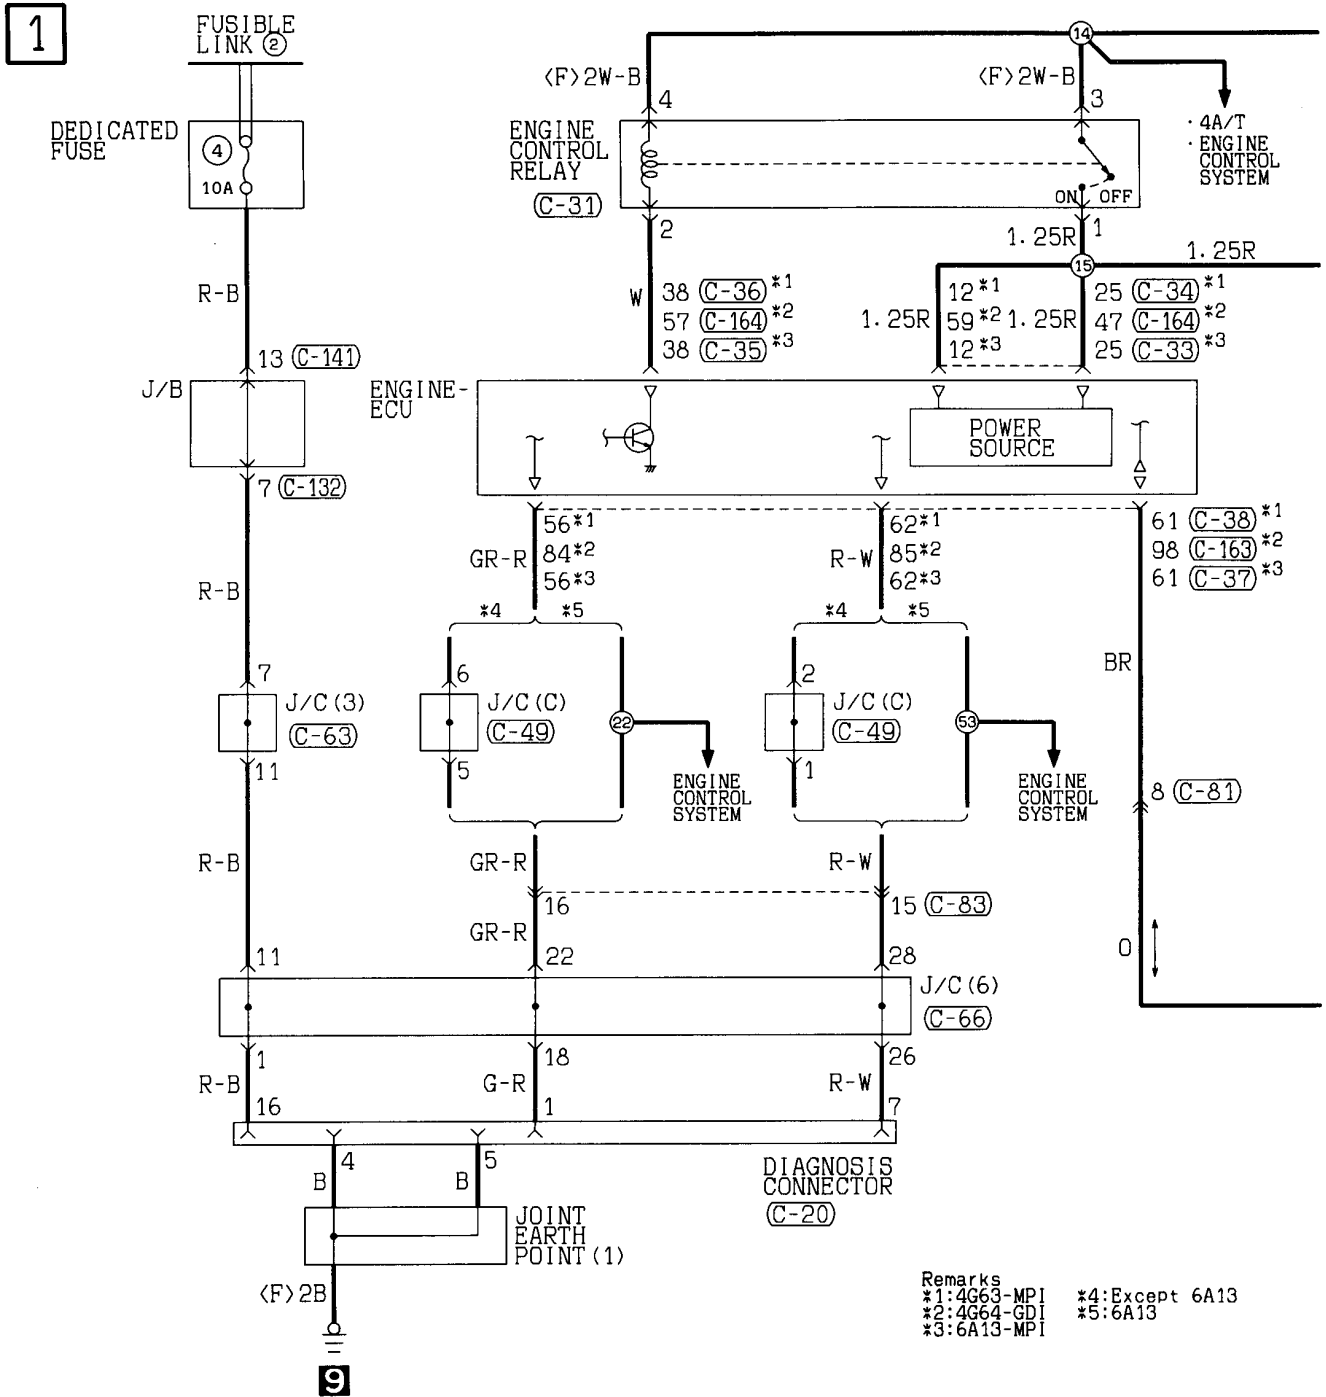 1
FUSIBLE
LINK ②
DEDICATED
FUSE
4
10A
R-B
13 C-141
J/B
7 C-132
R-B
7
J/C(3)
C-63
11
R-B
11
1
R-B
16
<F>2W-B
4
ENGINE
CONTROL
RELAY
C-31
2
W
38 C-36 *1
57 C-164 *2
38 C-35 *3
14
<F>2W-B
3
·4A/T
·ENGINE
CONTROL
SYSTEM
ON OFF
1
1.25R
15
1.25R
1.25R
12*1
59*2
12*3
1.25R
25 C-34 *1
47 C-164 *2
25 C-33 *3
ENGINE-
ECU
POWER
SOURCE
56*1
GR-R 84*2
56*3
62*1
R-W 85*2
62*3
61 C-38 *1
98 C-163 *2
61 C-37 *3
*4 *5
*4 *5
BR
6
J/C(C)
C-49
5
22
ENGINE
CONTROL
SYSTEM
2
J/C(C)
C-49
1
53
ENGINE
CONTROL
SYSTEM
8 C-81
GR-R
R-W
16
15 C-83
GR-R
O
22
28
J/C(6)
C-66
18
26
G-R
R-W
1
7
4
5
B
B
DIAGNOSIS
CONNECTOR
C-20
JOINT
EARTH
POINT(1)
<F>2B
9
Remarks
*1:4G63-MPI *4:Except 6A13
*2:4G64-GDI *5:6A13
*3:6A13-MPI